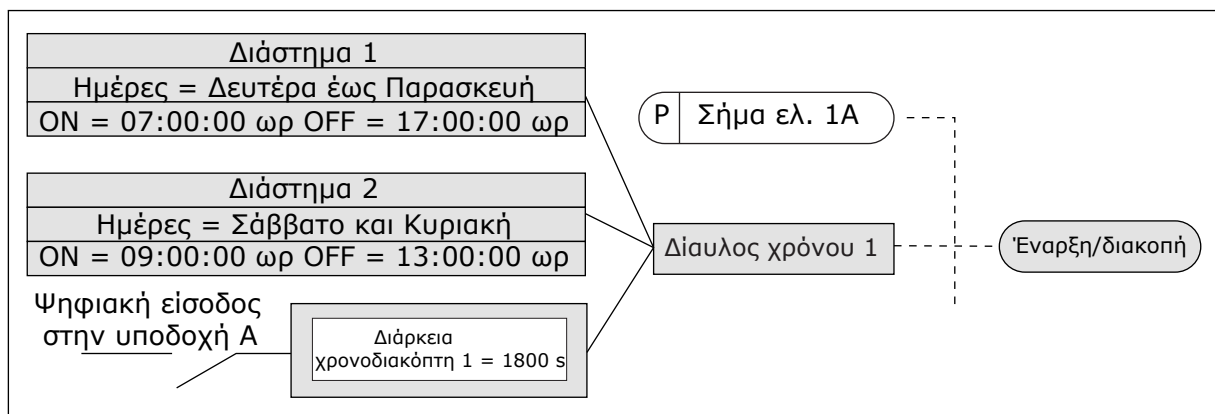 Διάστημα 1
Ημέρες = Δευτέρα έως Παρασκευή
ON = 07:00:00 ωρ OFF = 17:00:00 ωρ
P Σήμα ελ. 1A
Διάστημα 2
Ημέρες = Σάββατο και Κυριακή
ON = 09:00:00 ωρ OFF = 13:00:00 ωρ
Δίαυλος χρόνου 1
Έναρξη/διακοπή
Ψηφιακή είσοδος
στην υποδοχή A
Διάρκεια
χρονοδιακόπτη 1 = 1800 s